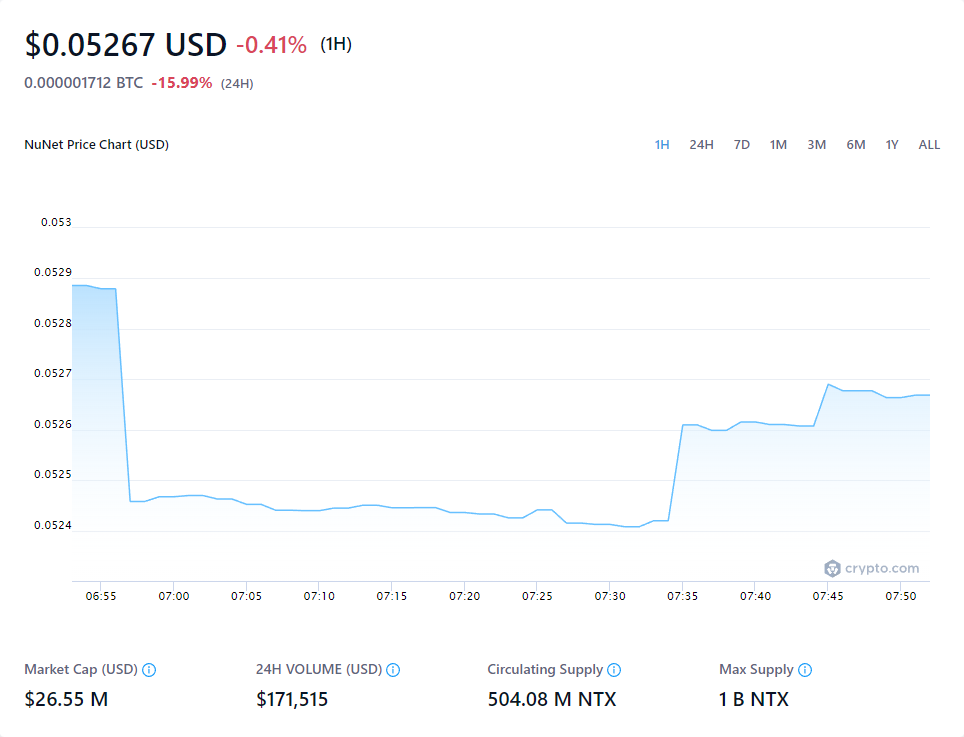 $0.05267 USD -0.41% (1H)
0.000001712 BTC -15.99% (24H)
NuNet Price Chart (USD) 1H 24H 7D 1M 3M 6M 1Y ALL
0.053
0.0529
0.0528
0.0527
0.0526
0.0525
0.0524
crypto.com
06:55 07:00 07:05 07:10 07:15 07:20 07:25 07:30 07:35 07:40 07:45 07:50
Market Cap (USD) 24H VOLUME (USD) Circulating Supply Max Supply
$26.55 M $171,515 504.08 M NTX 1 B NTX